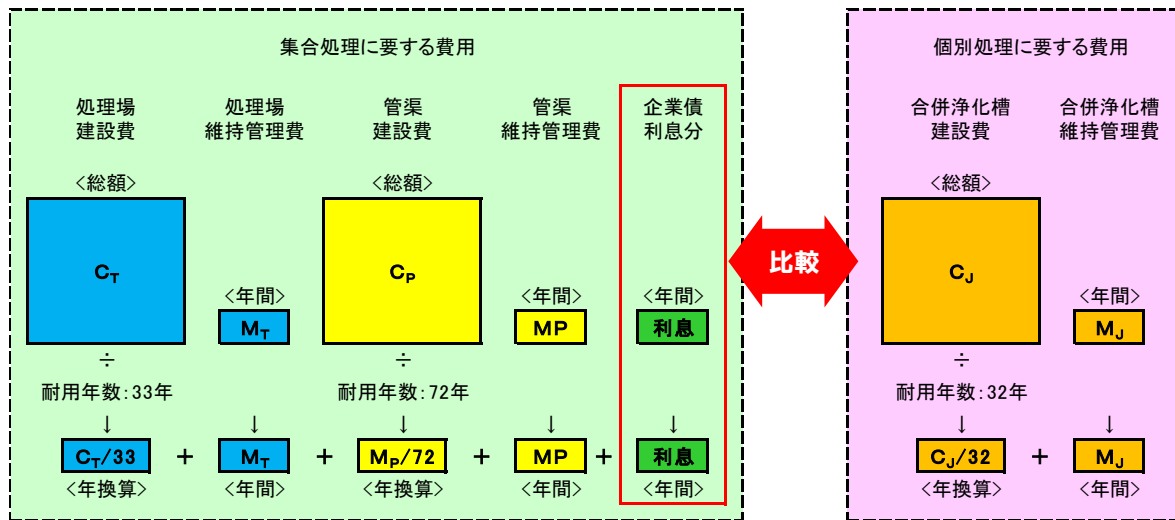 集合処理に要する費用
処理場
建設費
処理場
維持管理費
管渠
建設費
管渠
維持管理費
企業債
利息分
<総額>
<総額>
CT
CP
<年間>
<年間>
<年間>
MT
MP
利息
÷
÷
耐用年数:33年
耐用年数:72年
↓ ↓ ↓ ↓ ↓
CT/33 + MT + MP/72 + MP + 利息
<年換算> <年間> <年換算> <年間> <年間>
比較
個別処理に要する費用
合併浄化槽
建設費
合併浄化槽
維持管理費
<総額>
CJ
<年間>
MJ
÷
耐用年数:32年
↓ ↓
CJ/32 + MJ
<年換算> <年間>